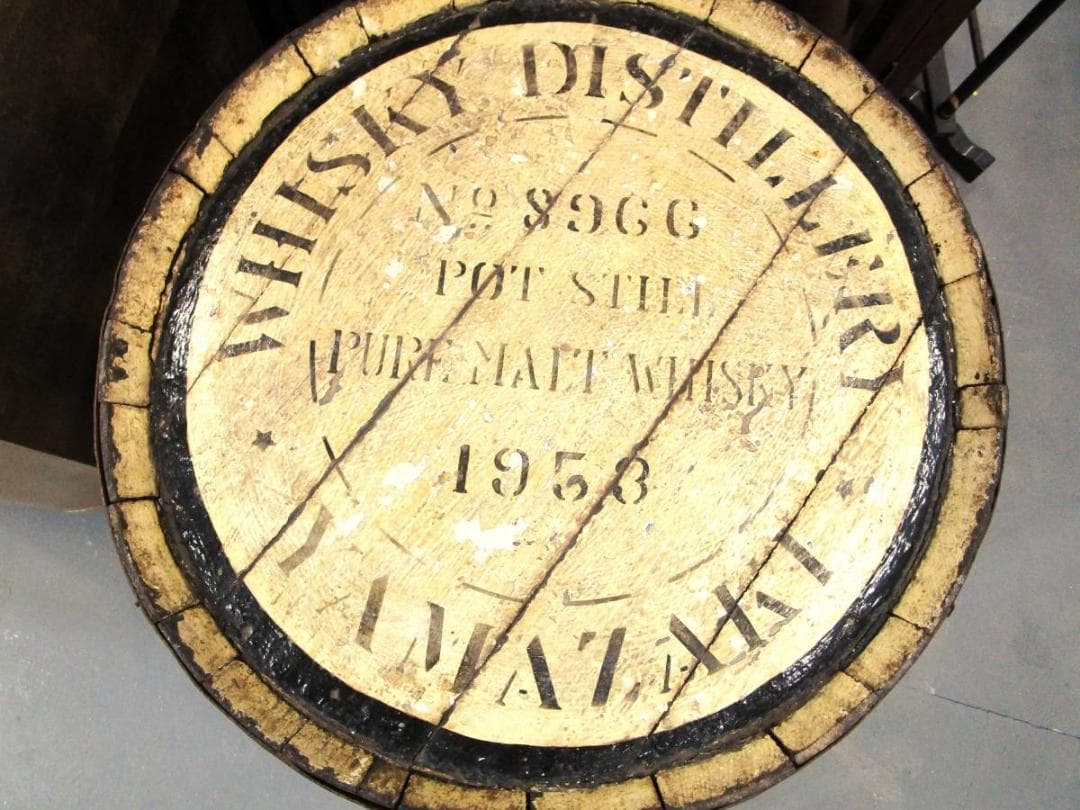 WHISKY DISTILLERY
No 8966
POT STILL
PURE MALT WHISKY
1958
YAMAZAKI